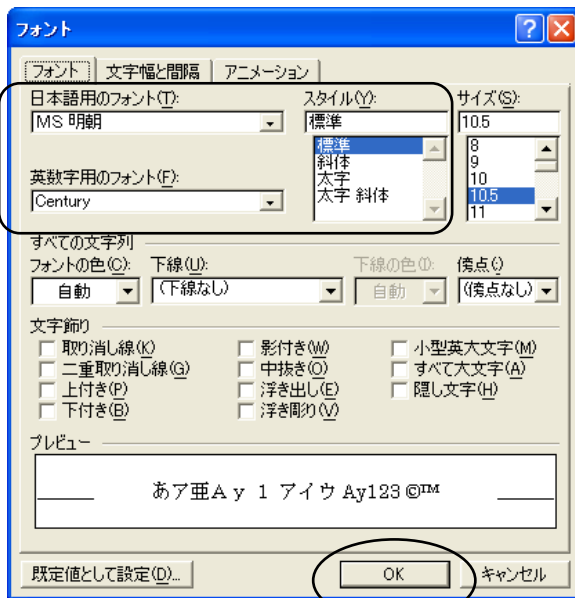 フォント
フォント 文字幅と間隔 アニメーション
日本語用のフォント(T): スタイル(Y): サイズ(S):
MS 明朝 標準 10.5
標準 8
斜体 9
太字 10
太字 斜体 10.5
11
英数字用のフォント(F):
Century
すべての文字列
フォントの色(C): 下線(U): 下線の色(I): 傍点(·)
自動 (下線なし) 自動 (傍点なし)
文字飾り
取り消し線(K) 影付き(W) 小型英大文字(M)
二重取り消し線(G) 中抜き(O) すべて大文字(A)
上付き(P) 浮き出し(E) 隠し文字(H)
下付き(B) 浮き彫り(V)
プレビュー
あア亜Ay 1 アイウ Ay123 ©™
既定値として設定(D)... OK キャンセル